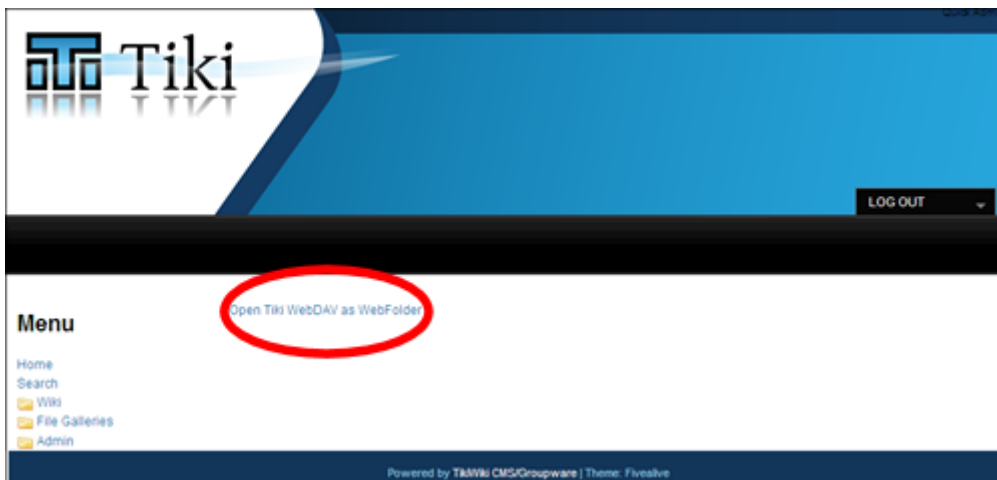 Tiki
LOG OUT
Open Tiki WebDAV as WebFolder
Menu
Home
Search
Wiki
File Galleries
Admin
Powered by TikiWiki CMS/Groupware | Theme: Fivealive